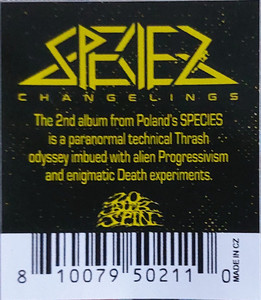 SPECIES
CHANGELINGS
The 2nd album from Poland's SPECIES
is a paranormal technical Thrash
odyssey imbued with alien Progressivism
and enigmatic Death experiments.
20
BUCK
SPIN
MADE IN CZ
8 10079 50211 0